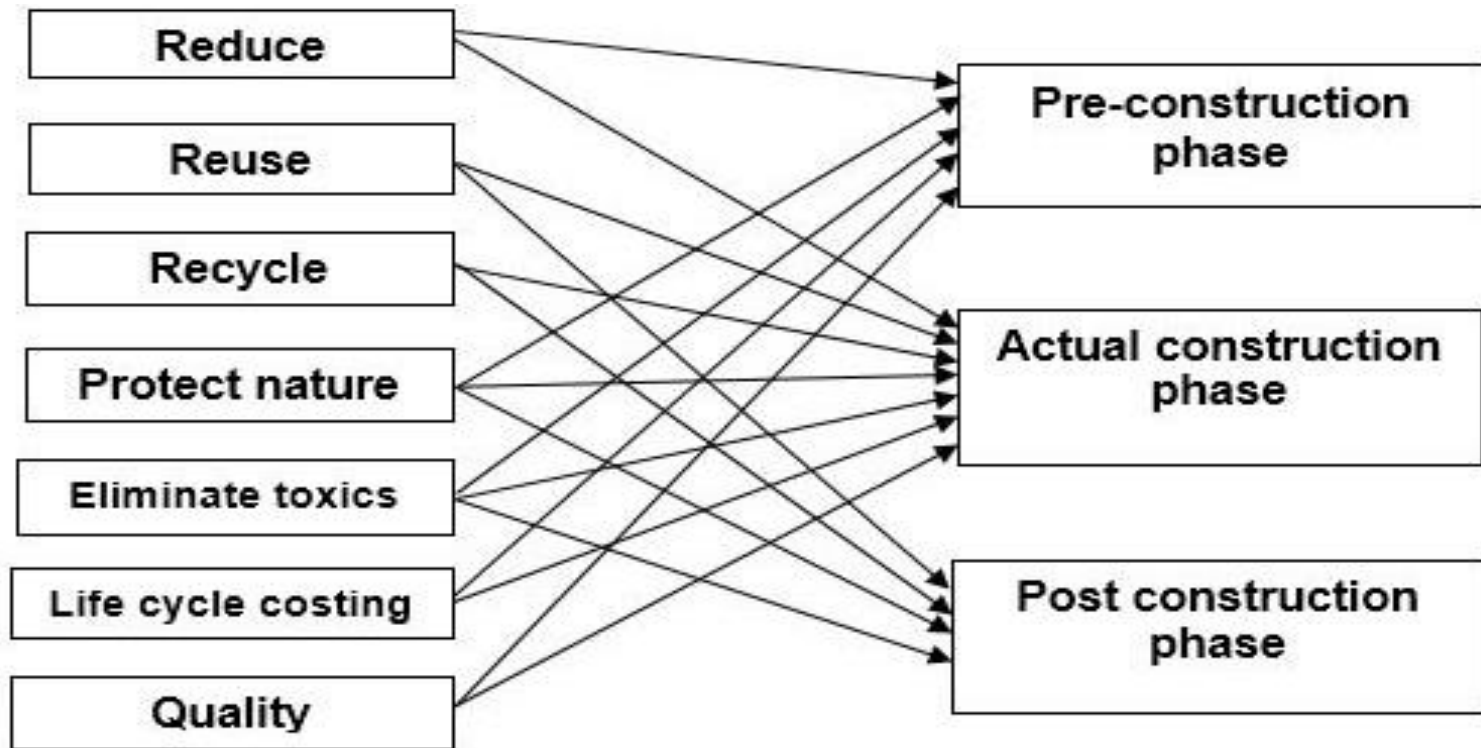 Reduce
Reuse
Recycle
Protect nature
Eliminate toxics
Life cycle costing
Quality
Pre-construction
phase
Actual construction
phase
Post construction
phase